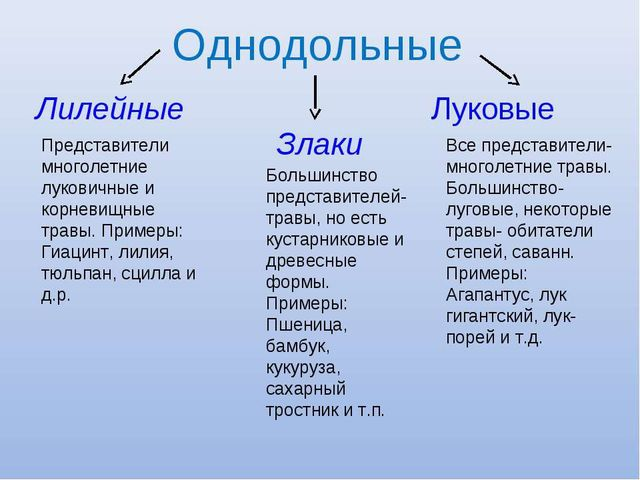 Однодольные
Лилейные
Представители
многолетние
луковичные и
корневищные
травы. Примеры:
Гиацинт, лилия,
тюльпан, сцилла и
д.р.
Злаки
Большинство
представителей-
травы, но есть
кустарниковые и
древесные
формы.
Примеры:
Пшеница,
бамбук,
кукуруза,
сахарный
тростник и т.п.
Луковые
Все представители-
многолетние травы.
Большинство-
луговые, некоторые
травы- обитатели
степей, саванн.
Примеры:
Агапантус, лук
гигантский, лук-
порей и т.д.